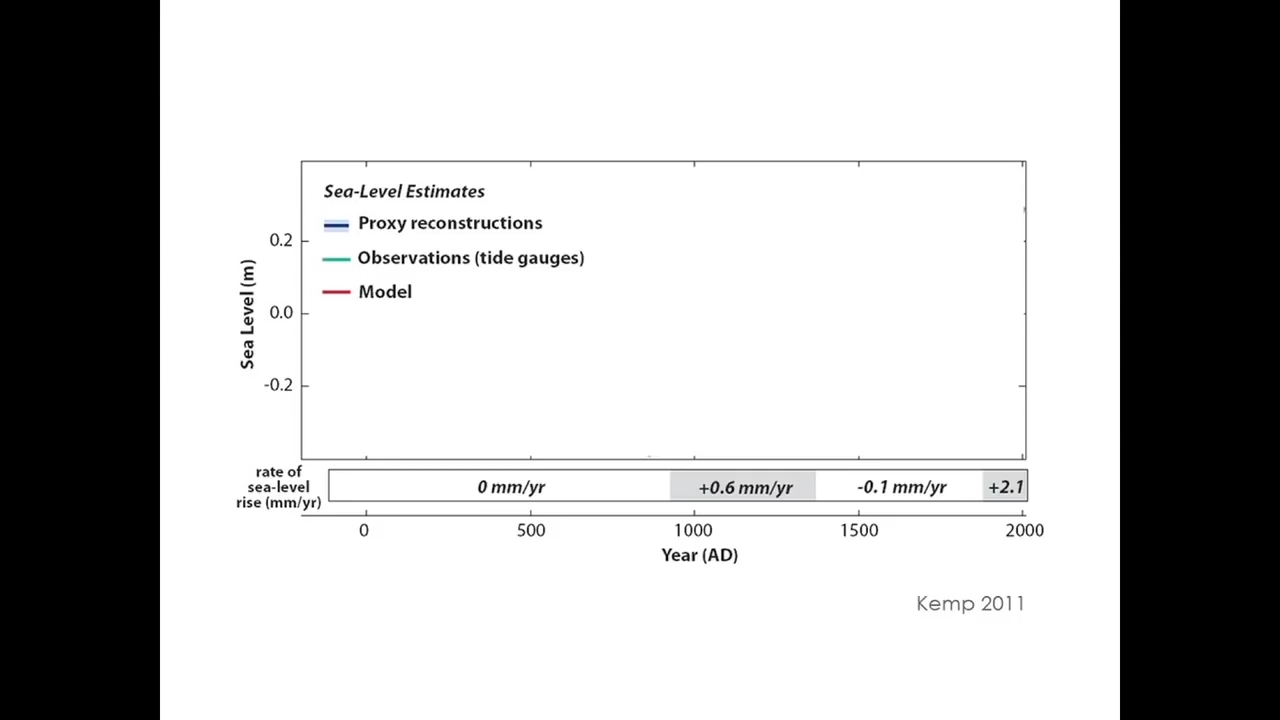 Sea-Level Estimates
Proxy reconstructions
Observations (tide gauges)
Model
Sea Level (m)
0.2
0.0
-0.2
rate of
sea-level
rise (mm/yr)
0 mm/yr
+0.6 mm/yr
-0.1 mm/yr
+2.1
0
500
1000
1500
2000
Year (AD)
Kemp 2011